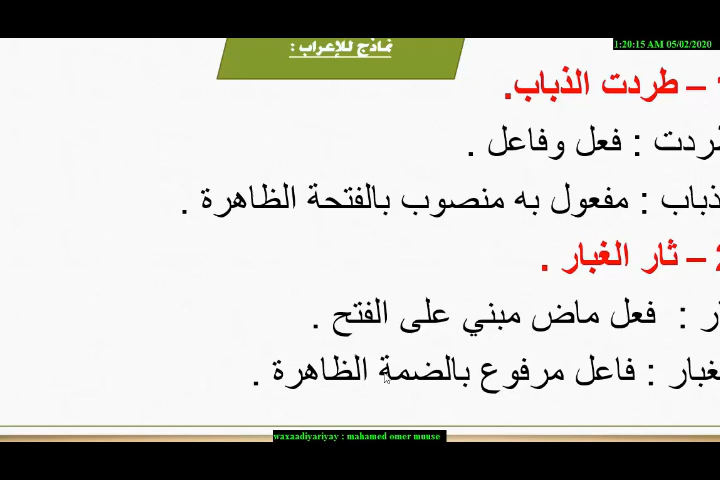 1:20:15 AM 05/02/2020
نماذج للإعراب :
– طردت الذباب.
ردت : فعل وفاعل .
ذباب : مفعول به منصوب بالفتحة الظاهرة .
2 – ثار الغبار .
ر : فعل ماض مبني على الفتح .
غبار : فاعل مرفوع بالضمة الظاهرة .
waxaadiyariyay : mahamed omer muuse